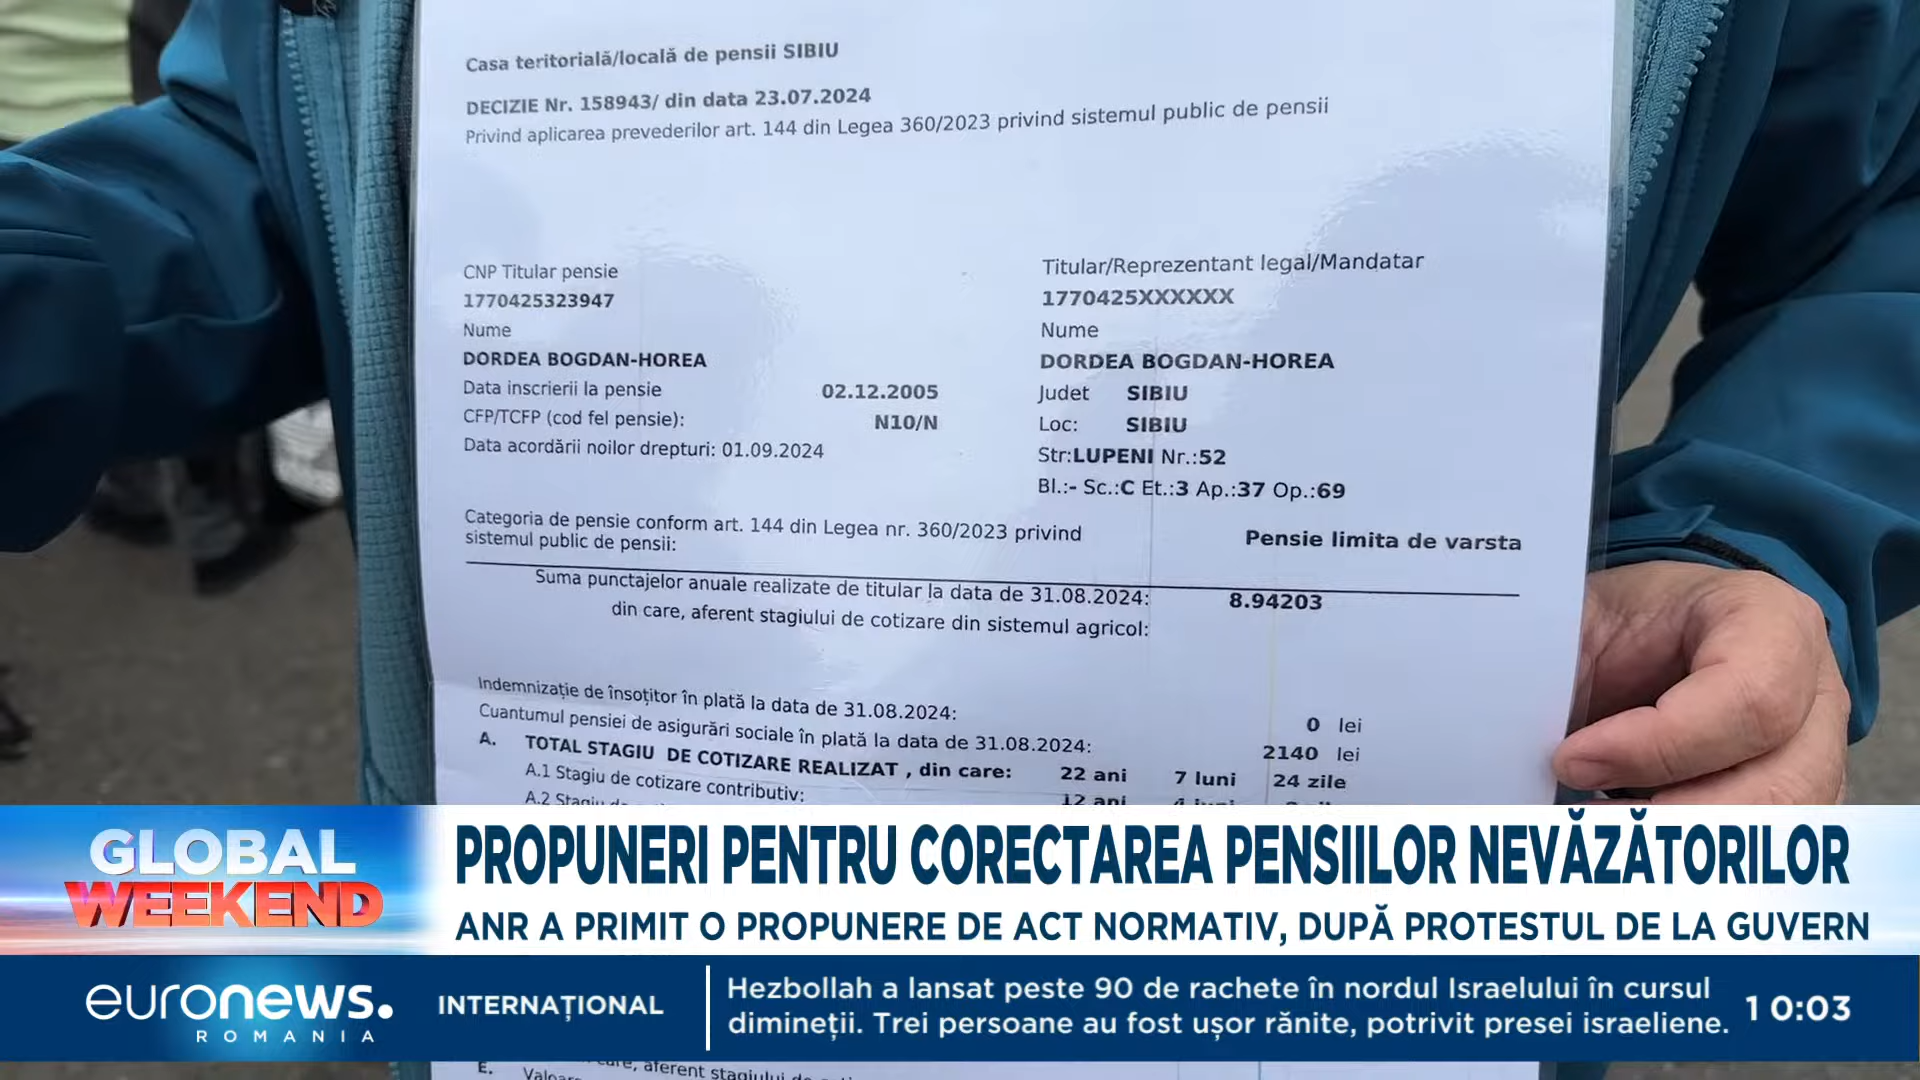 Casa teritorială/locală de pensii SIBIU
DECIZIE Nr. 158943/ din data 23.07.2024
Privind aplicarea prevederilor art. 144 din Legea 360/2023 privind sistemul public de pensii
CNP Titular pensie
1770425323947
Nume
DORDEA BOGDAN-HOREA
Data inscrierii la pensie 02.12.2005
CFP/TCFP (cod fel pensie): N10/N
Data acordării noilor drepturi: 01.09.2024
Titular/Reprezentant legal/Mandatar
1770425XXXXXX
Nume
DORDEA BOGDAN-HOREA
Judet SIBIU
Loc: SIBIU
Str:LUPENI Nr.:52
Bl.:- Sc.:C Et.:3 Ap.:37 Op.:69
Categoria de pensie conform art. 144 din Legea nr. 360/2023 privind
sistemul public de pensii:
Pensie limita de varsta
Suma punctajelor anuale realizate de titular la data de 31.08.2024: 8.94203
din care, aferent stagiului de cotizare din sistemul agricol:
Indemnizație de însoțitor în plată la data de 31.08.2024: 0 lei
Cuantumul pensiei de asigurări sociale în plată la data de 31.08.2024: 2140 lei
A. TOTAL STAGIU DE COTIZARE REALIZAT , din care: 22 ani 7 luni 24 zile
A.1 Stagiu de cotizare contributiv: 12 ani
A.2
GLOBAL
WEEKEND
PROPUNERI PENTRU CORECTAREA PENSIILOR NEVĂZĂTORILOR
ANR A PRIMIT O PROPUNERE DE ACT NORMATIV, DUPĂ PROTESTUL DE LA GUVERN
euronews.
ROMANIA
INTERNAȚIONAL
Hezbollah a lansat peste 90 de rachete în nordul Israelului în cursul
dimineții. Trei persoane au fost ușor rănite, potrivit presei israeliene.
10:03
E. aferent stagiului